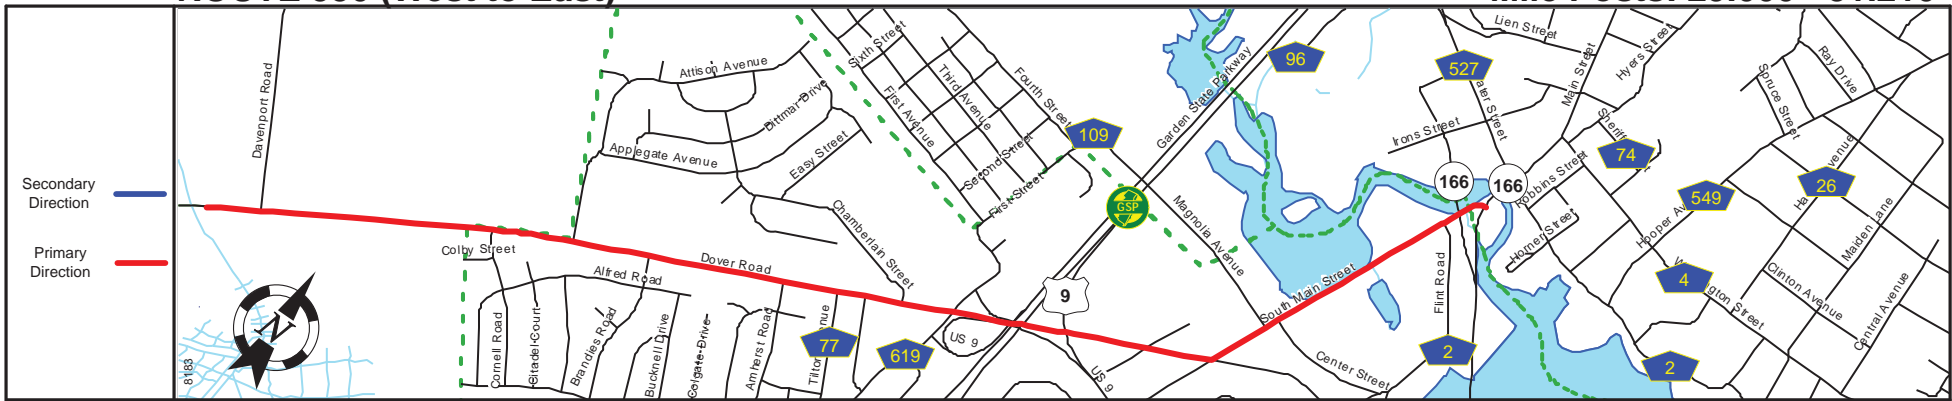 Secondary
Direction
Primary
Direction
8183
Davenport Road
Attison Avenue
Dittmar Drive
Applegate Avenue
Easy Street
Chamberlain Street
Colby Street
Alfred Road
Dover Road
Cornell Road
Citadel Court
Brandies Road
Bucknell Drive
Colgate Drive
Amherst Road
77
619
US 9
9
US 9
Sixth Street
First Avenue
Third Avenue
Fourth Street
Second Street
First Street
109
GSP
Garden State Parkway
96
Magnolia Avenue
South Main Street
Center Street
Flint Road
2
2
166
166
527
Irons Street
Lien Street
Main Street
Hyers Street
74
Robbins Street
Horner Street
549
4
26
Spruce Street
Ray Drive
Maiden Lane
Clinton Avenue
Central Avenue
N